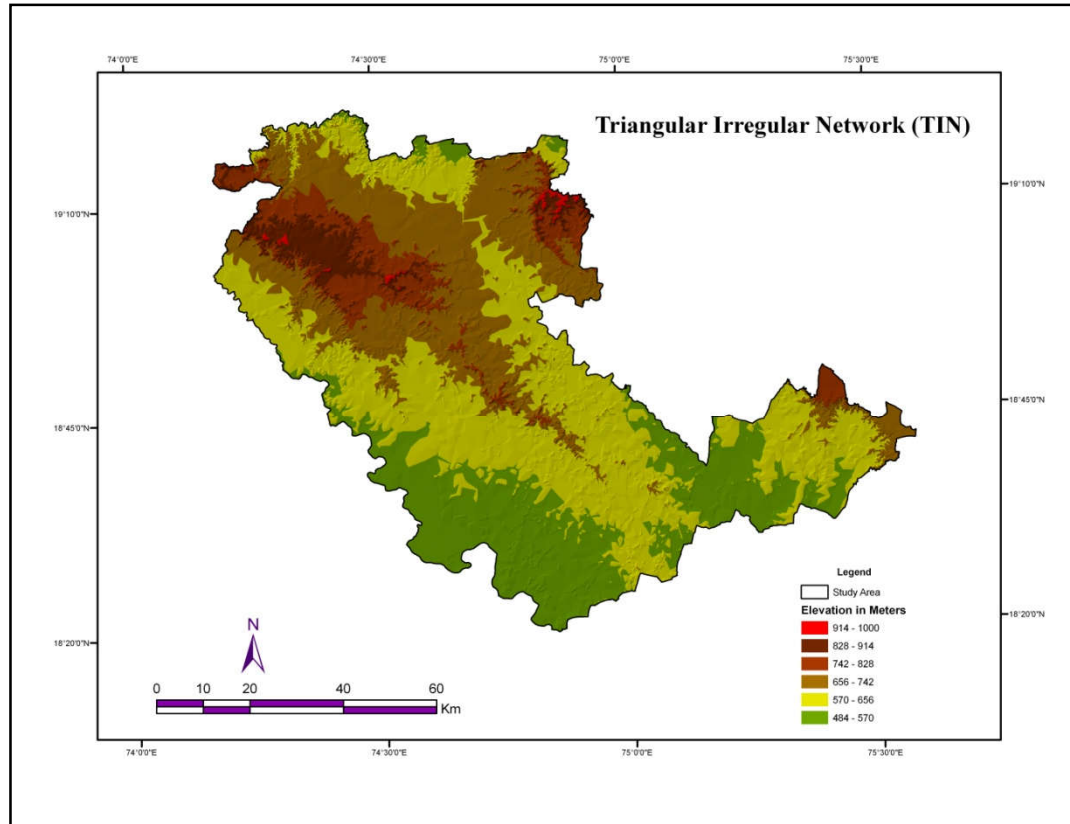 74°0'0"E 74°30'0"E 75°0'0"E 75°30'0"E
Triangular Irregular Network (TIN)
19°10'0"N
19°10'0"N
18°45'0"N
18°45'0"N
18°20'0"N
18°20'0"N
Legend
Study Area
Elevation in Meters
914 - 1000
828 - 914
742 - 828
656 - 742
570 - 656
484 - 570
N
0 10 20 40 60
Km
74°0'0"E 74°30'0"E 75°0'0"E 75°30'0"E